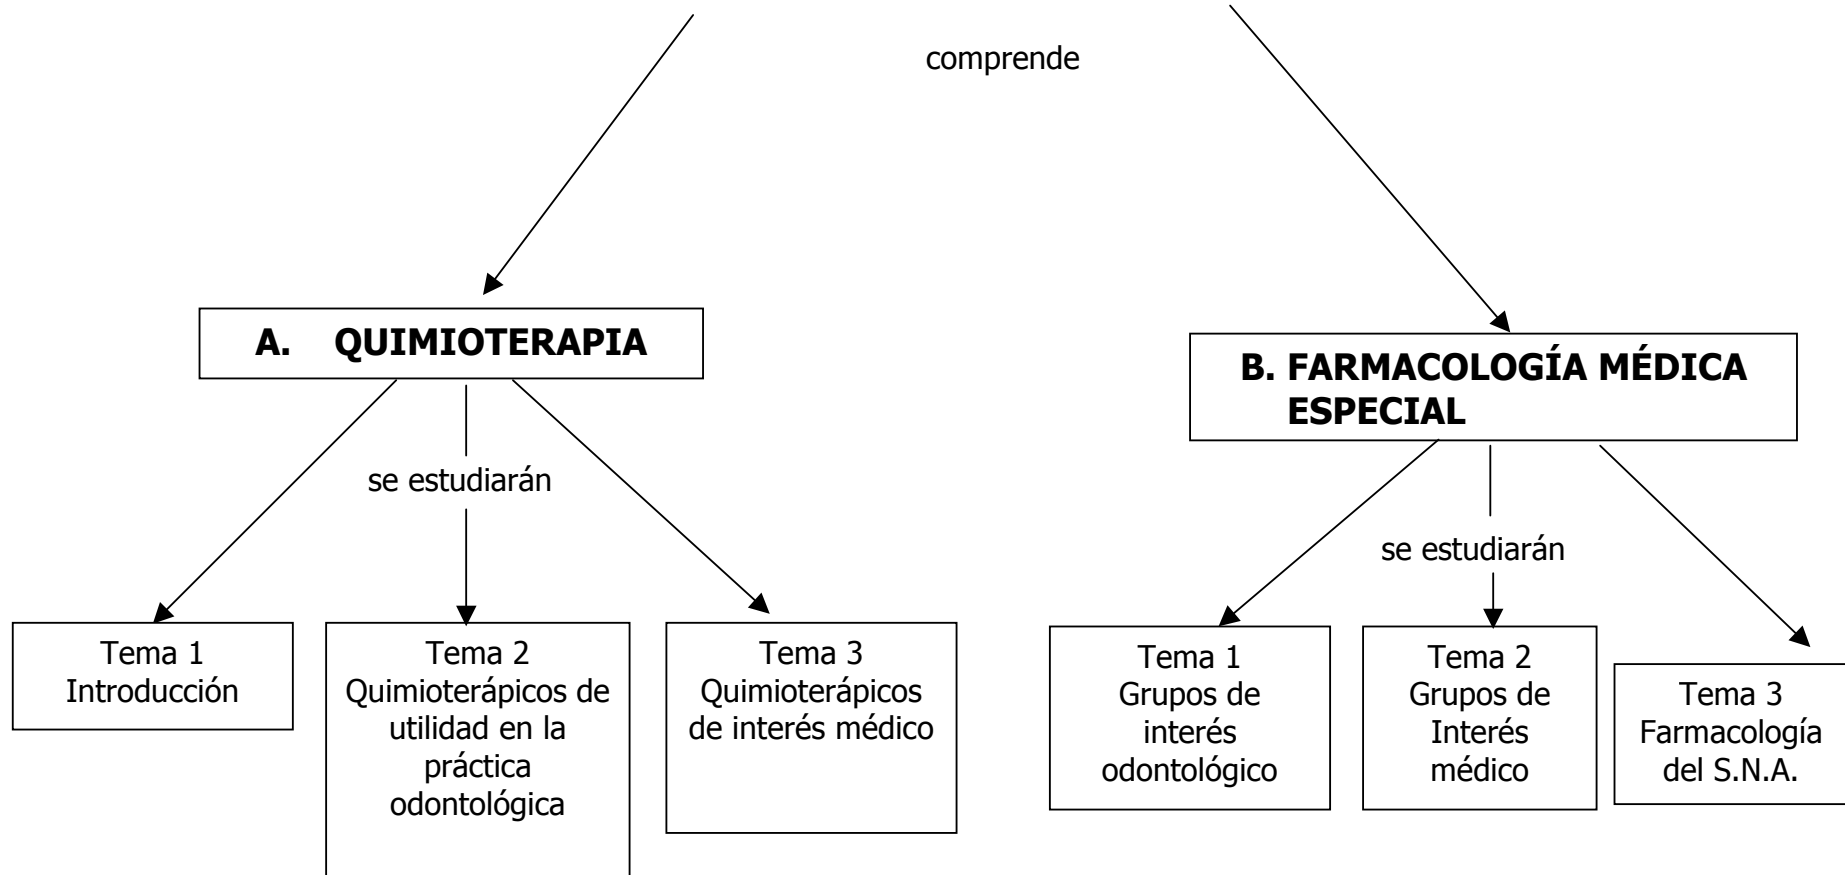 comprende
A. QUIMIOTERAPIA
se estudiarán
Tema 1
Introducción
Tema 2
Quimioterápicos de
utilidad en la
práctica
odontológica
Tema 3
Quimioterápicos
de interés médico
B. FARMACOLOGÍA MÉDICA
ESPECIAL
se estudiarán
Tema 1
Grupos de
interés
odontológico
Tema 2
Grupos de
Interés
médico
Tema 3
Farmacología
del S.N.A.